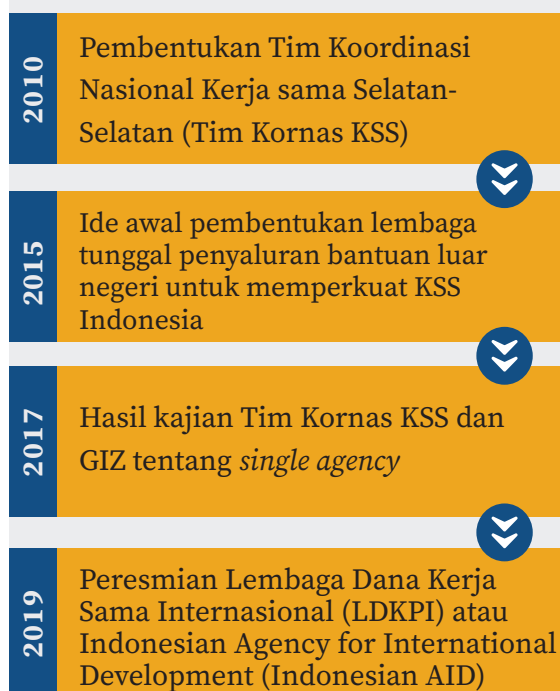 2010
Pembentukan Tim Koordinasi
Nasional Kerja sama Selatan-
Selatan (Tim Kornas KSS)
2015
Ide awal pembentukan lembaga
tunggal penyaluran bantuan luar
negeri untuk memperkuat KSS
Indonesia
2017
Hasil kajian Tim Kornas KSS dan
GIZ tentang single agency
2019
Peresmian Lembaga Dana Kerja
Sama Internasional (LDKPI) atau
Indonesian Agency for International
Development (Indonesian AID)